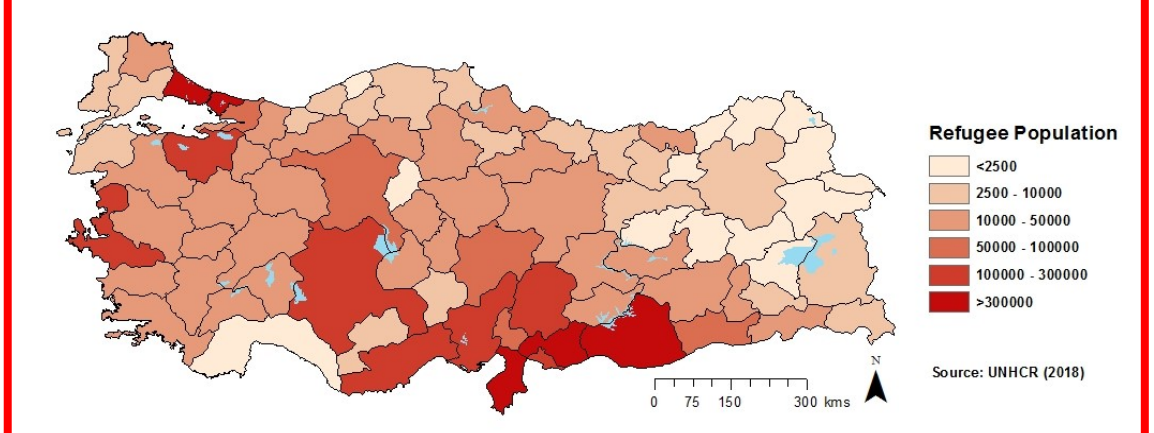 Refugee Population
<2500
2500 - 10000
10000 - 50000
50000 - 100000
100000 - 300000
>300000
N
Source: UNHCR (2018)
0 75 150 300 kms